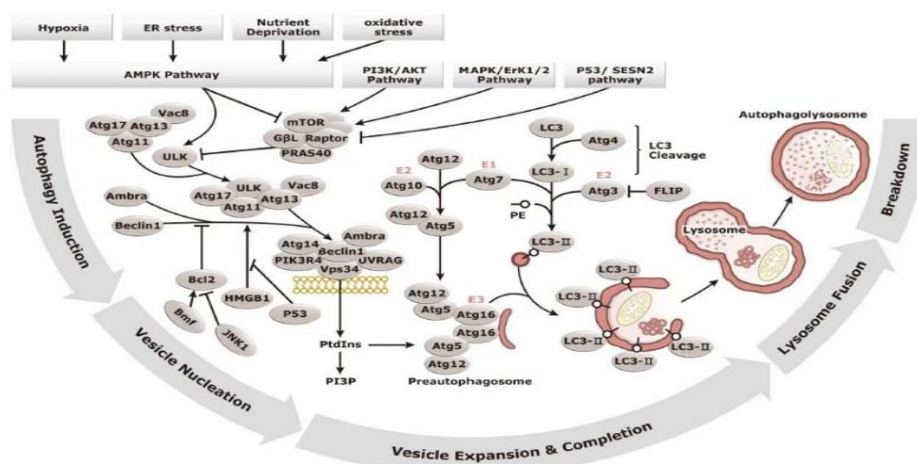 Hypoxia
ER stress
Nutrient
Deprivation
oxidative
stress
AMPK Pathway
PI3K/AKT
Pathway
MAPK/ErK1/2
Pathway
P53/ SESN2
pathway
mTOR
GβL
Raptor
PRAS40
Vac8
Atg17
Atg13
Atg11
ULK
Ambra
Beclin1
ULK
Vac8
Atg17
Atg13
Atg11
Atg14
Ambra
Beclin1
PIK3R4
UVRAG
Vps34
Bcl2
HMGB1
P53
Bmf
JNK1
PtdIns
PI3P
Atg12
E2
Atg10
E1
Atg7
Atg12
Atg5
LC3
Atg4
LC3
Cleavage
LC3-I
E2
Atg3
FLIP
PE
LC3-II
Atg12
Atg5
E3
Atg16
Atg16
Atg5
Atg12
Preautophagosome
LC3-II
LC3-II
LC3-II
LC3-II
LC3-II
LC3-II
Lysosome
Autophagolysosome
Autophagy Induction
Vesicle Nucleation
Vesicle Expansion & Completion
Lysosome Fusion
Breakdown